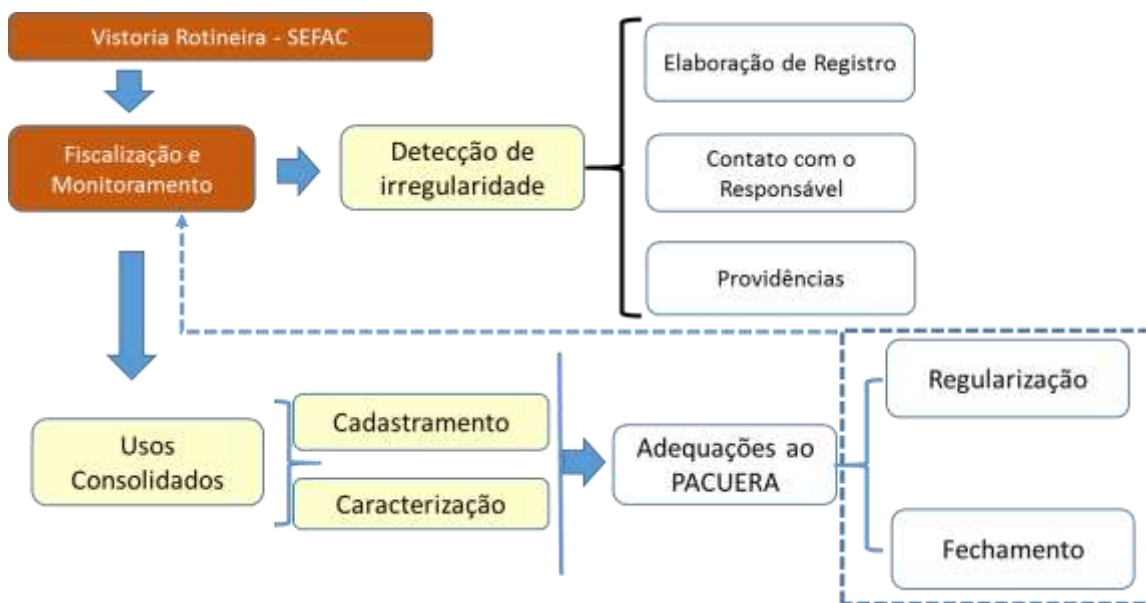 Vistoria Rotineira - SEFAC
Fiscalização e
Monitoramento
Detecção de
irregularidade
Elaboração de Registro
Contato com o
Responsável
Providências
Usos
Consolidados
Cadastramento
Caracterização
Adequações ao
PACUERA
Regularização
Fechamento